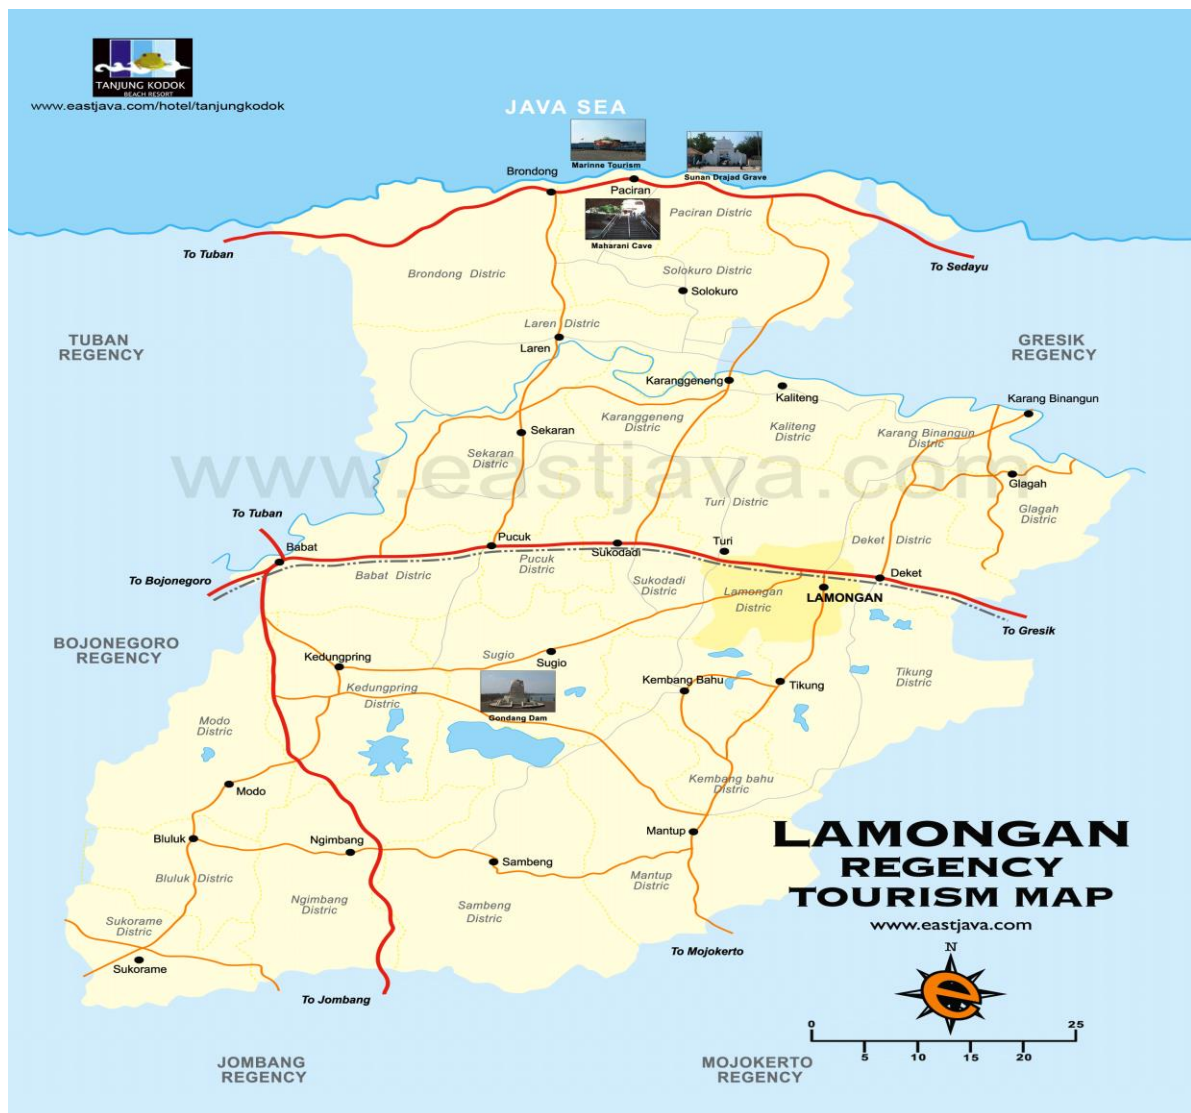 TANJUNG KODOK
BEACH RESORT
www.eastjava.com/hotel/tanjungkodok
JAVA SEA
Marinne Tourism
Sunan Drajad Grave
Brondong
Paciran
Maharani Cave
Paciran Distric
To Tuban
To Sedayu
Brondong Distric
Solokuro Distric
Solokuro
Laren Distric
Laren
TUBAN
REGENCY
GRESIK
REGENCY
Karanggeneng
Kaliteng
Karang Binangun
Karanggeneng
Distric
Kaliteng
Distric
Karang Binangun
Distric
Sekaran
Sekaran
Distric
www.eastjava.com
Glagah
Glagah
Distric
Turi Distric
To Tuban
Babat
Pucuk
Sukodadi
Turi
Deket Distric
Pucuk
Distric
Babat Distric
To Bojonegoro
Sukodadi
Distric
Lamongan
Distric
LAMONGAN
Deket
To Gresik
BOJONEGORO
REGENCY
Kedungpring
Sugio
Sugio
Kembang Bahu
Tikung
Tikung
Distric
Kedungpring
Distric
Gondang Dam
Modo
Distric
Modo
Kembang bahu
Distric
Bluluk
Ngimbang
Sambeng
Mantup
Bluluk Distric
Mantup
Distric
Ngimbang
Distric
Sambeng
Distric
Sukorame
Distric
Sukorame
To Jombang
To Mojokerto
LAMONGAN
REGENCY
TOURISM MAP
www.eastjava.com
N
e
0 25
5 10 15 20
JOMBANG
REGENCY
MOJOKERTO
REGENCY